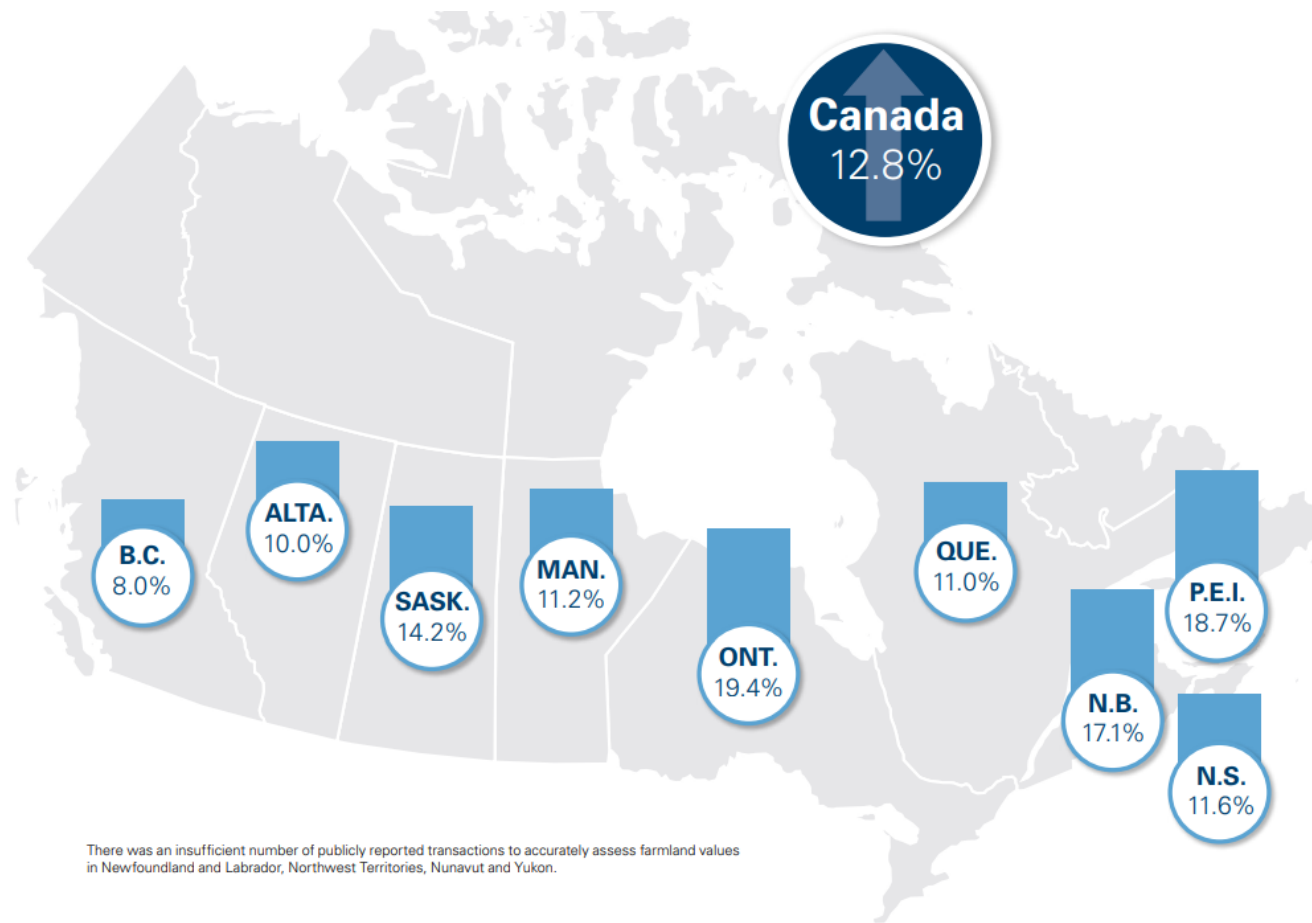 Canada
12.8%
B.C.
8.0%
ALTA.
10.0%
SASK.
14.2%
MAN.
11.2%
ONT.
19.4%
QUE.
11.0%
N.B.
17.1%
P.E.I.
18.7%
N.S.
11.6%
There was an insufficient number of publicly reported transactions to accurately assess farmland values
in Newfoundland and Labrador, Northwest Territories, Nunavut and Yukon.